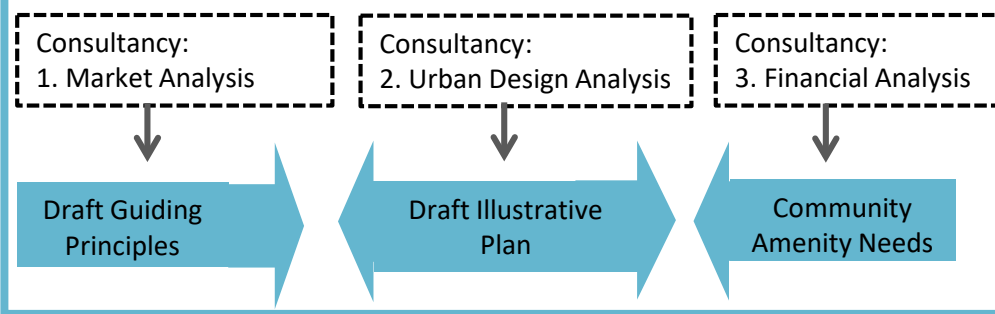 Consultancy:
1. Market Analysis
Consultancy:
2. Urban Design Analysis
Consultancy:
3. Financial Analysis
Draft Guiding
Principles
Draft Illustrative
Plan
Community
Amenity Needs